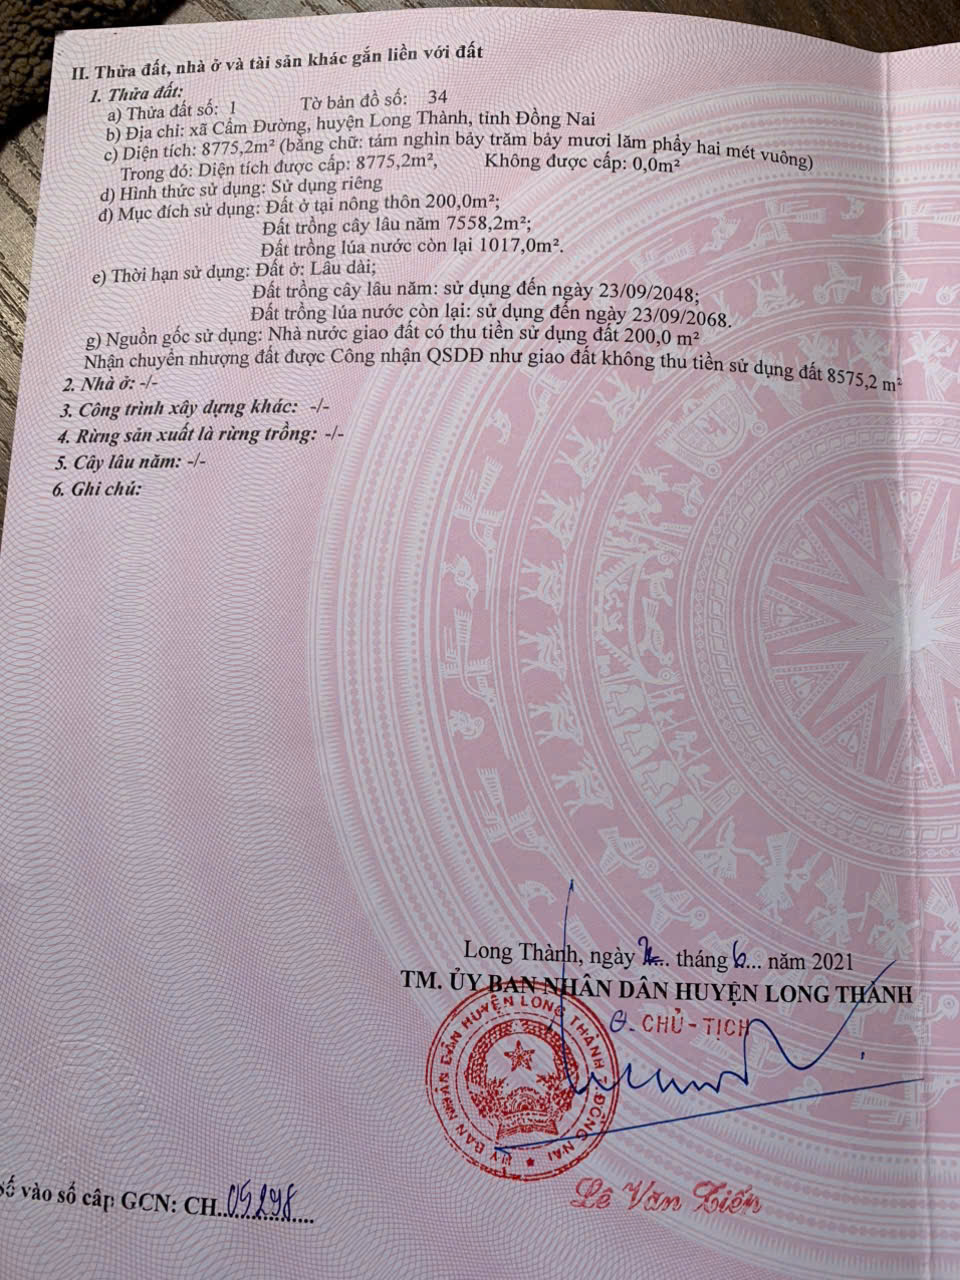 II. Thửa đất, nhà ở và tài sản khác gắn liền với đất
1. Thửa đất:
a) Thửa đất số: 1 Tờ bản đồ số: 34
b) Địa chỉ: xã Cẩm Đường, huyện Long Thành, tỉnh Đồng Nai
c) Diện tích: 8775,2m² (bằng chữ: tám nghìn bảy trăm bảy mươi lăm phẩy hai mét vuông)
Trong đó: Diện tích được cấp: 8775,2m², Không được cấp: 0,0m²
d) Hình thức sử dụng: Sử dụng riêng
đ) Mục đích sử dụng: Đất ở tại nông thôn 200,0m²;
Đất trồng cây lâu năm 7558,2m²;
Đất trồng lúa nước còn lại 1017,0m².
e) Thời hạn sử dụng: Đất ở: Lâu dài;
Đất trồng cây lâu năm: sử dụng đến ngày 23/09/2048;
Đất trồng lúa nước còn lại: sử dụng đến ngày 23/09/2068.
g) Nguồn gốc sử dụng: Nhà nước giao đất có thu tiền sử dụng đất 200,0 m²
Nhận chuyển nhượng đất được Công nhận QSDĐ như giao đất không thu tiền sử dụng đất 8575,2 m²
2. Nhà ở: -/-
3. Công trình xây dựng khác: -/-
4. Rừng sản xuất là rừng trồng: -/-
5. Cây lâu năm: -/-
6. Ghi chú:
Long Thành, ngày ... tháng 6... năm 2021
TM. ỦY BAN NHÂN DÂN HUYỆN LONG THÀNH
Q. CHỦ-TỊCH
ỦY BAN NHÂN DÂN HUYỆN LONG THÀNH - T. ĐỒNG NAI
Lê Văn Tiến
Số vào sổ cấp GCN: CH..05298...